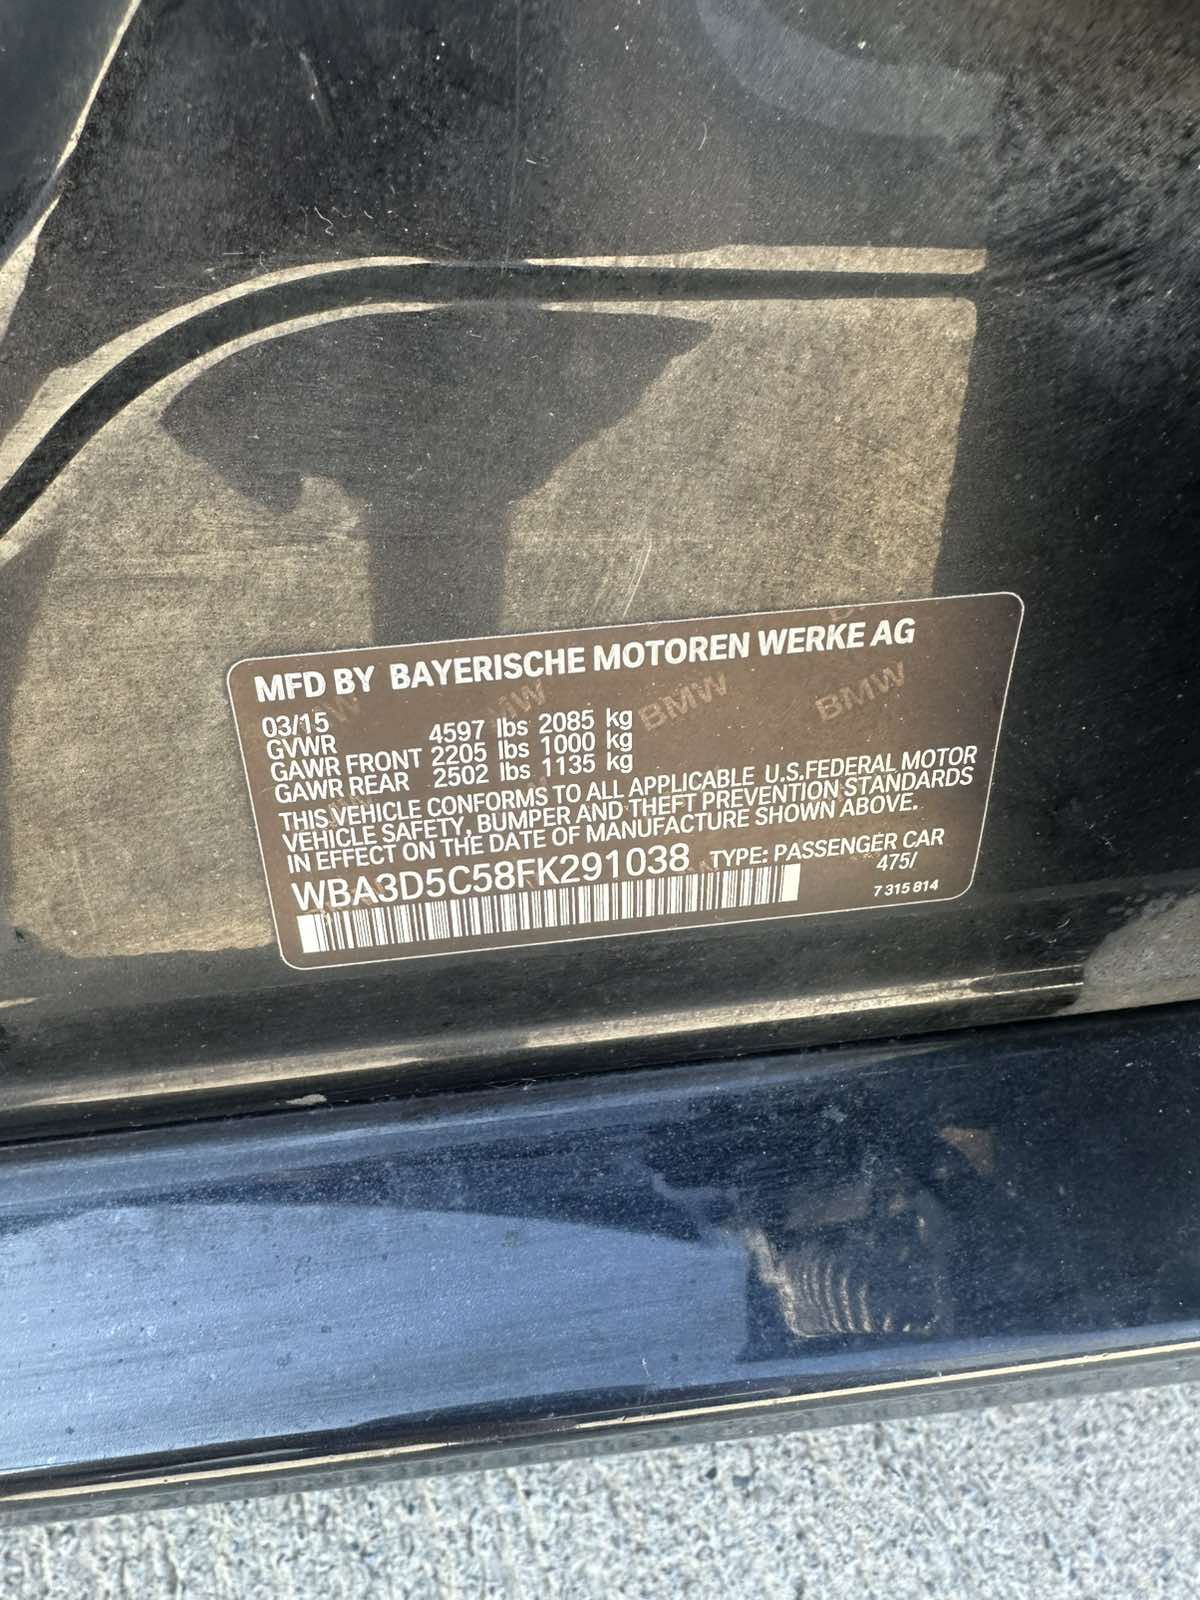 MFD BY BAYERISCHE MOTOREN WERKE AG
03/15
GVWR 4597 lbs 2085 kg
GAWR FRONT 2205 lbs 1000 kg
GAWR REAR 2502 lbs 1135 kg
THIS VEHICLE CONFORMS TO ALL APPLICABLE U.S.FEDERAL MOTOR
VEHICLE SAFETY, BUMPER AND THEFT PREVENTION STANDARDS
IN EFFECT ON THE DATE OF MANUFACTURE SHOWN ABOVE.
WBA3D5C58FK291038 TYPE: PASSENGER CAR
475/
7 315 814
BMW BMW BMW